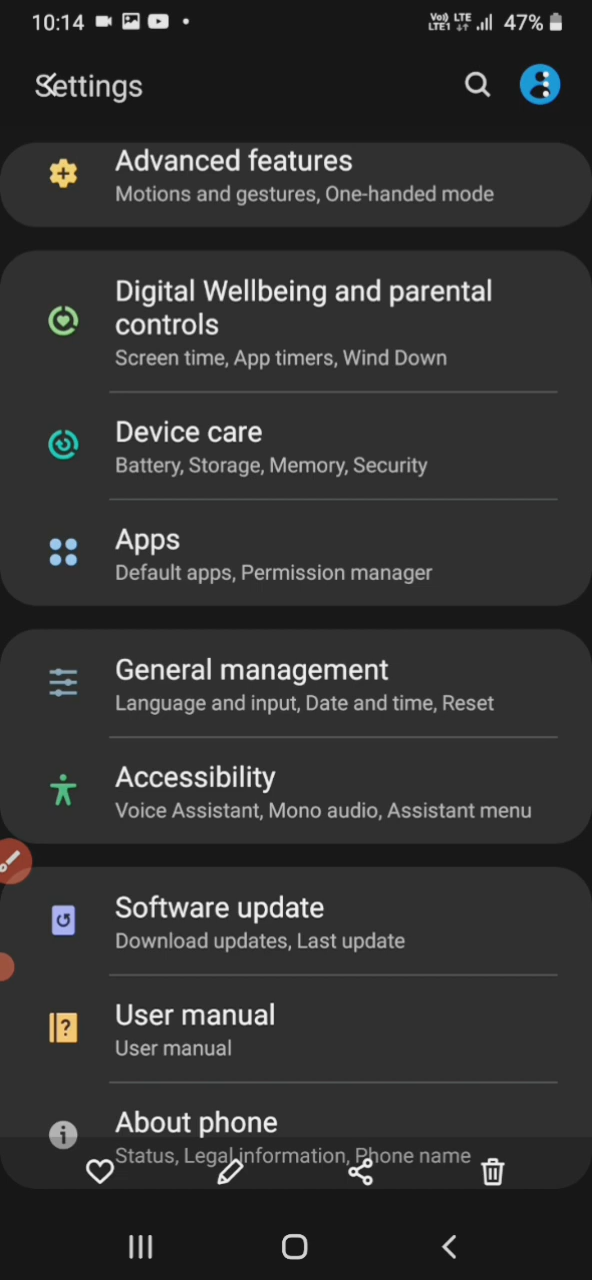 10:14
Vo)) LTE
LTE1
47%
Settings
Advanced features
Motions and gestures, One-handed mode
Digital Wellbeing and parental
controls
Screen time, App timers, Wind Down
Device care
Battery, Storage, Memory, Security
Apps
Default apps, Permission manager
General management
Language and input, Date and time, Reset
Accessibility
Voice Assistant, Mono audio, Assistant menu
Software update
Download updates, Last update
User manual
User manual
About phone
Status, Legal information, Phone name